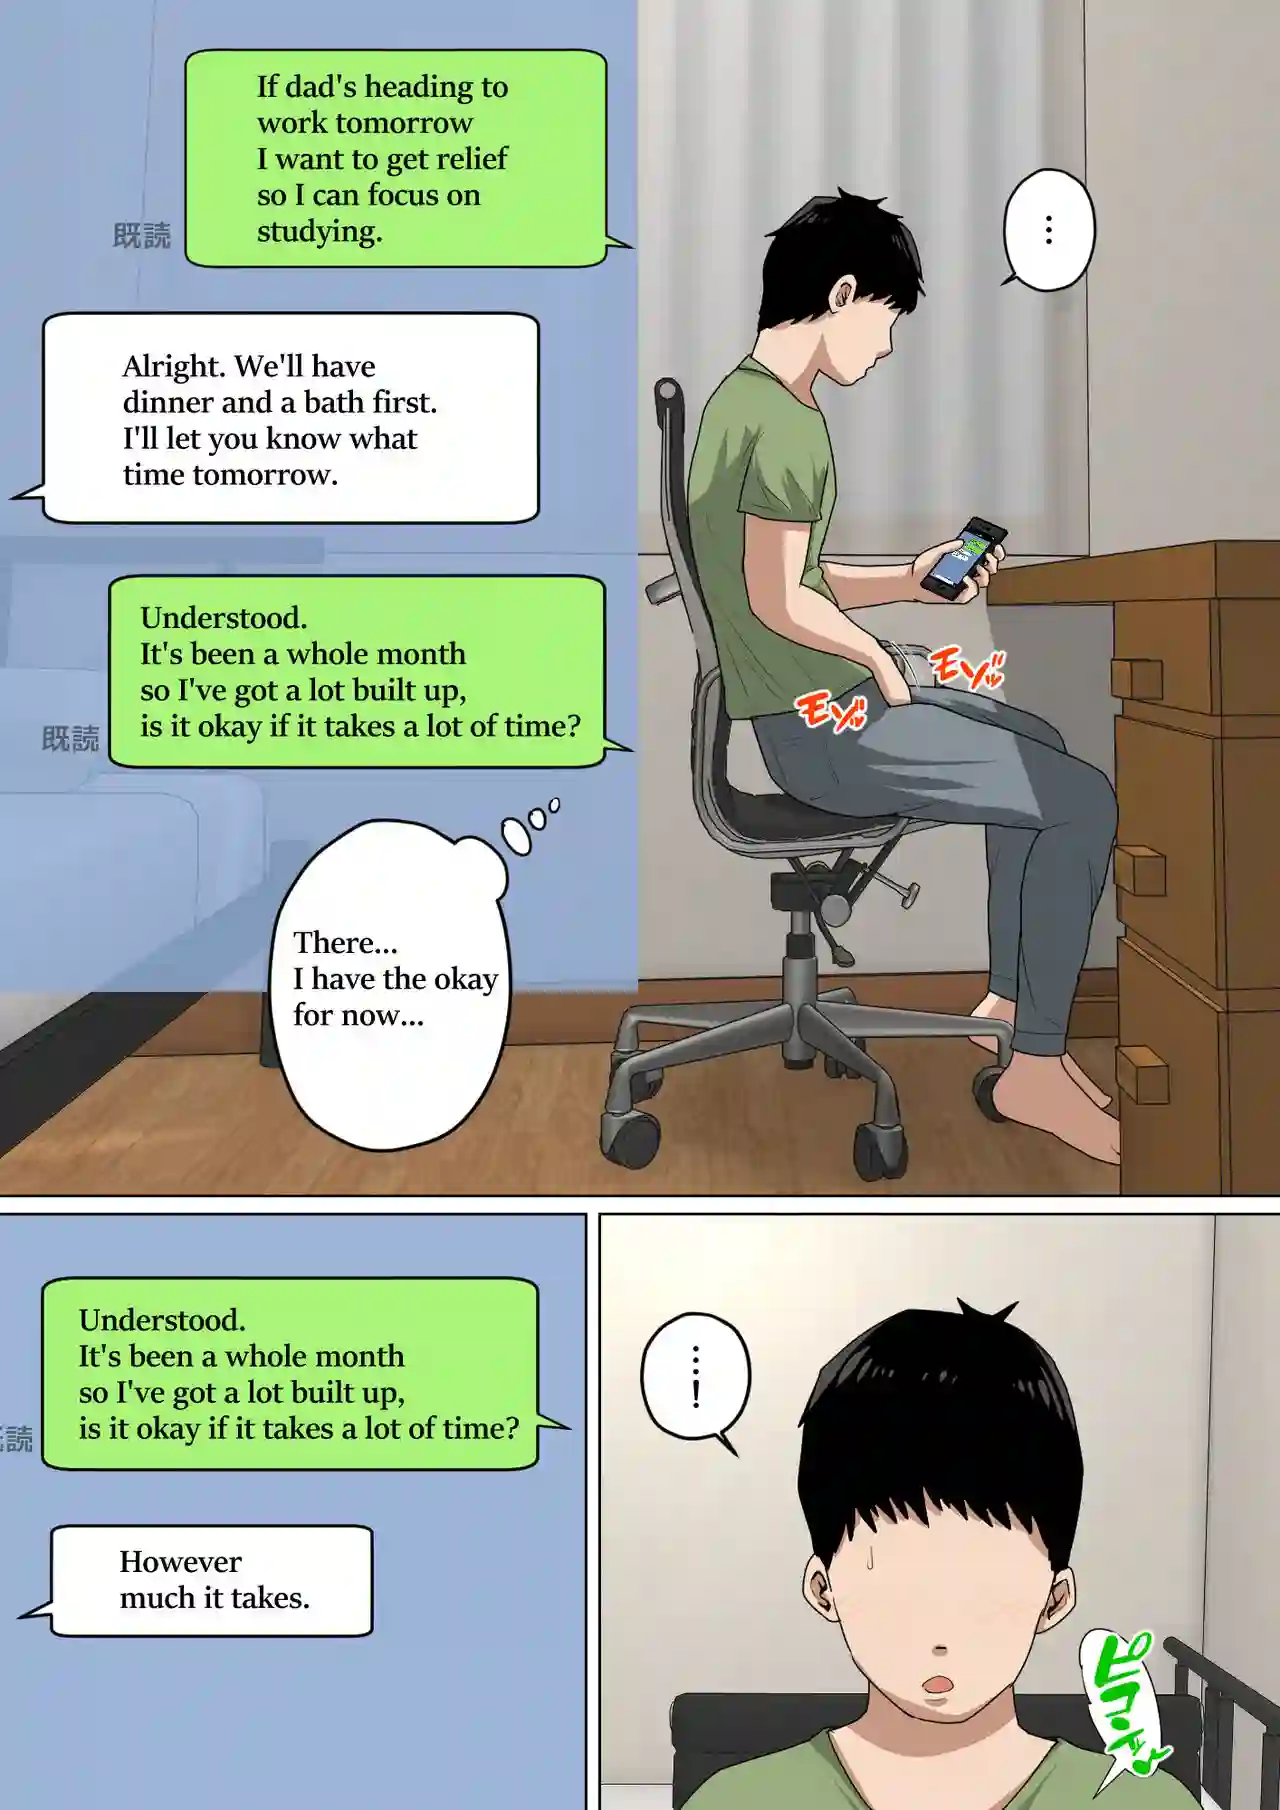 If dad's heading to
work tomorrow
I want to get relief
so I can focus on
studying.
既読
Alright. We'll have
dinner and a bath first.
I'll let you know what
time tomorrow.
Understood.
It's been a whole month
so I've got a lot built up,
is it okay if it takes a lot of time?
既読
…
モゾッ
モゾッ
There...
I have the okay
for now...
Understood.
It's been a whole month
so I've got a lot built up,
is it okay if it takes a lot of time?
読
However
much it takes.
…!
ピコーン♪